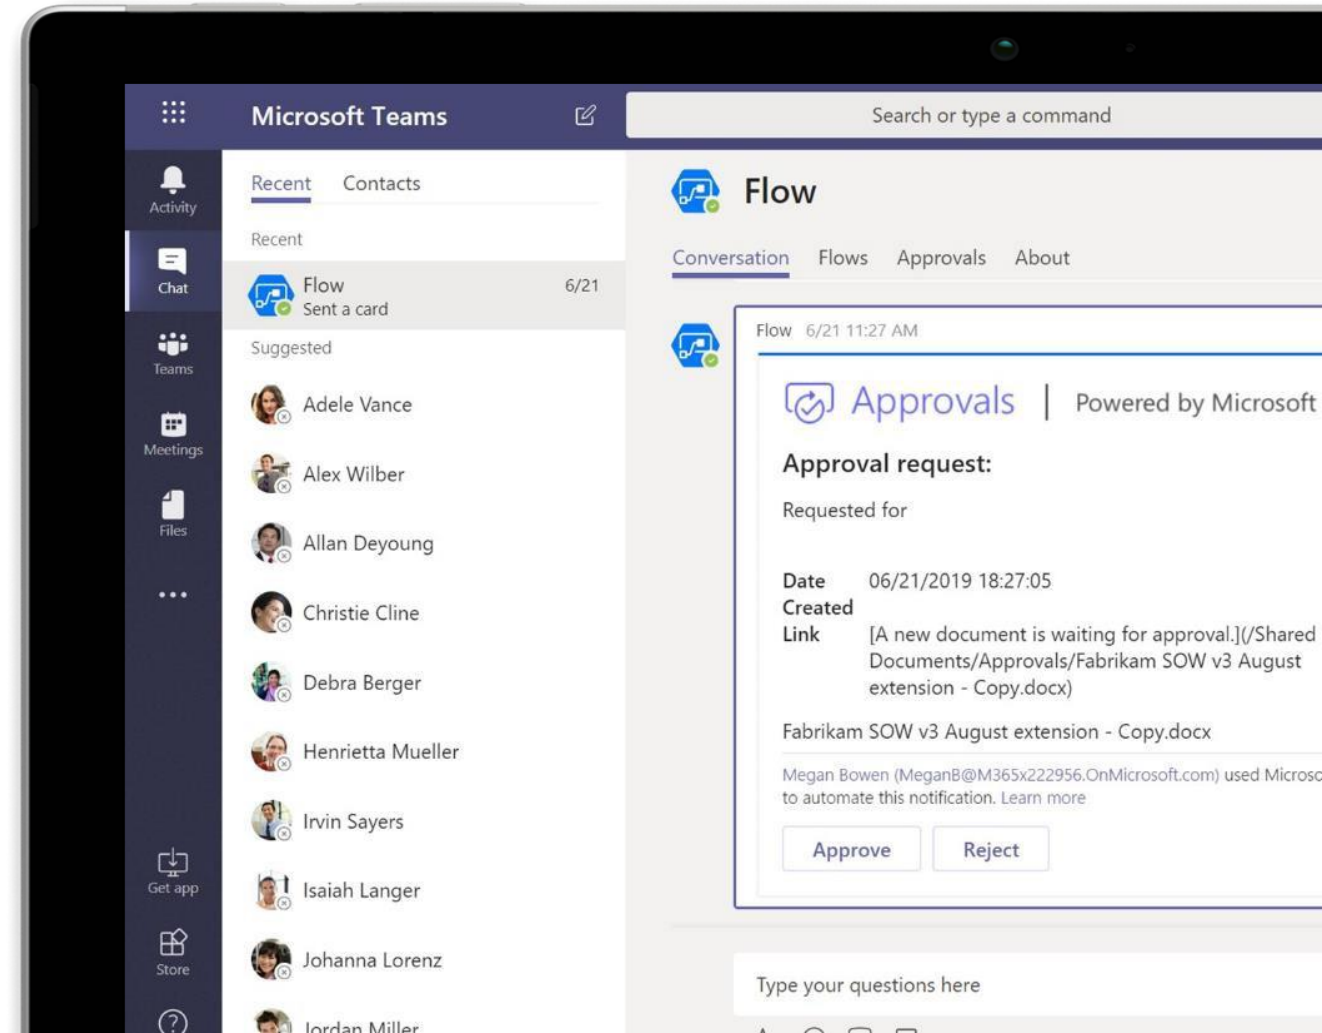 Microsoft Teams
Search or type a command
Activity
Chat
Teams
Meetings
Files
Get app
Store
Recent Contacts
Recent
Flow 6/21
Sent a card
Suggested
Adele Vance
Alex Wilber
Allan Deyoung
Christie Cline
Debra Berger
Henrietta Mueller
Irvin Sayers
Isaiah Langer
Johanna Lorenz
Jordan Miller
Flow
Conversation Flows Approvals About
Flow 6/21 11:27 AM
Approvals | Powered by Microsoft
Approval request:
Requested for
Date 06/21/2019 18:27:05
Created
Link [A new document is waiting for approval.](/Shared
Documents/Approvals/Fabrikam SOW v3 August
extension - Copy.docx)
Fabrikam SOW v3 August extension - Copy.docx
Megan Bowen (MeganB@M365x222956.OnMicrosoft.com) used Microso
to automate this notification. Learn more
Approve Reject
Type your questions here